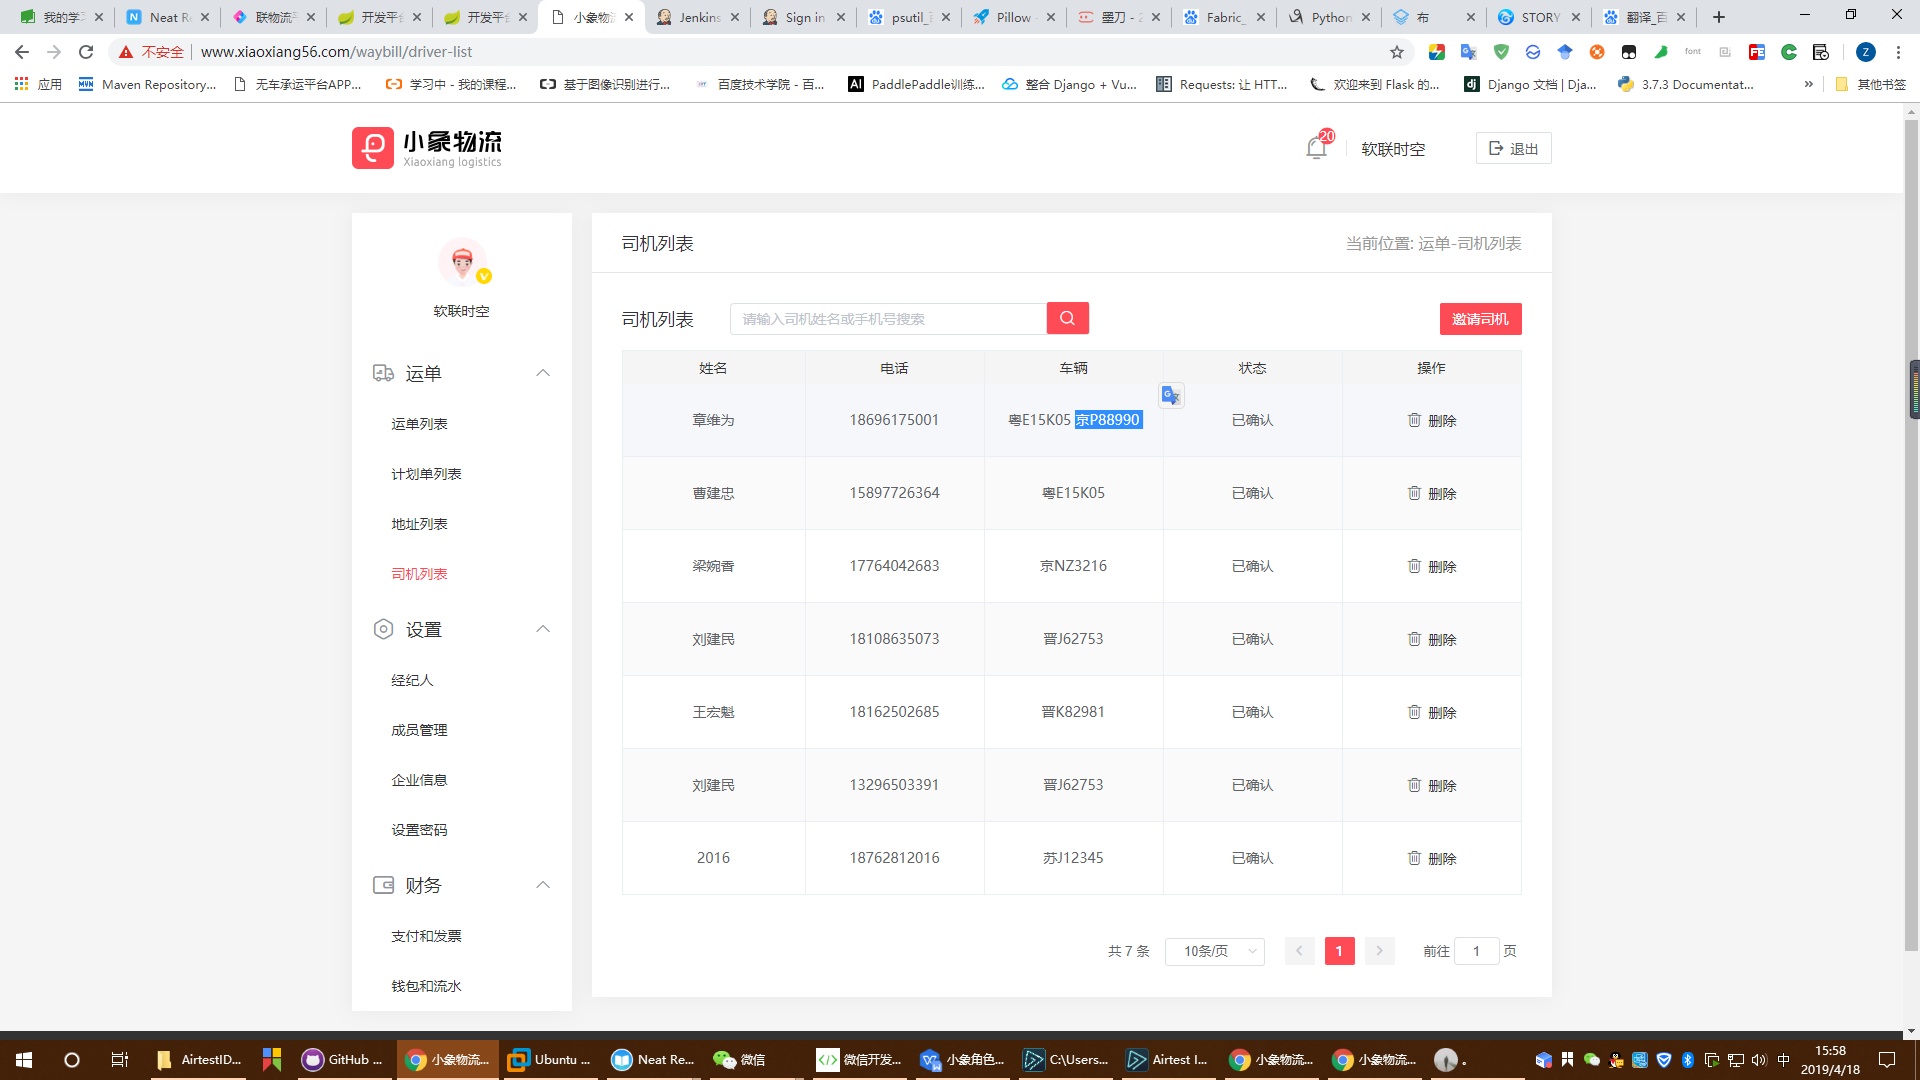 我的学 Neat R 联物流 开发平台 开发平台 小象物 Jenkins Sign in psutil_ Pillow 墨刀 - 2 Fabric_ Python 布 STORY 翻译_百
不安全 www.xiaoxiang56.com/waybill/driver-list
应用 Maven Repository... 无车承运平台APP... 学习中 - 我的课程... 基于图像识别进行... 百度技术学院 - 百... PaddlePaddle训练... 整合 Django + Vu... Requests: 让 HTT... 欢迎来到 Flask 的... Django 文档 | Dja... 3.7.3 Documentat... » 其他书签
小象物流
Xiaoxiang logistics
20
软联时空
退出
软联时空
运单
运单列表
计划单列表
地址列表
司机列表
设置
经纪人
成员管理
企业信息
设置密码
财务
支付和发票
钱包和流水
司机列表
当前位置: 运单-司机列表
司机列表 请输入司机姓名或手机号搜索 邀请司机
姓名 电话 车辆 状态 操作
章维为 18696175001 粤E15K05 京P88990 已确认 删除
曹建忠 15897726364 粤E15K05 已确认 删除
梁婉香 17764042683 京NZ3216 已确认 删除
刘建民 18108635073 晋J62753 已确认 删除
王宏魁 18162502685 晋K82981 已确认 删除
刘建民 13296503391 晋J62753 已确认 删除
2016 18762812016 苏J12345 已确认 删除
共 7 条 10条/页 1 前往 1 页
AirtestID... GitHub ... 小象物流... Ubuntu ... Neat Re... 微信 微信开发... 小象角色... C:\Users... Airtest I... 小象物流... 小象物流... 中 15:58
2019/4/18